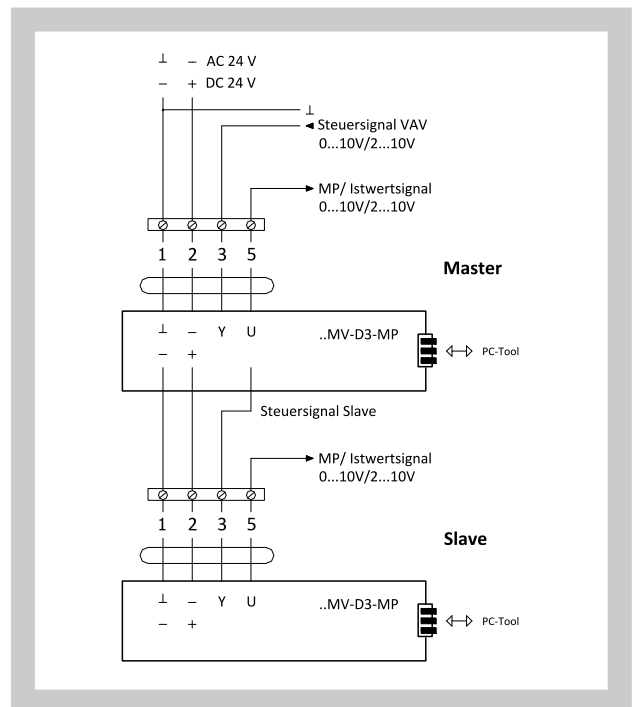 ⊥ – AC 24 V
– + DC 24 V
⊥
Steuersignal VAV
0...10V/2...10V
MP/ Istwertsignal
0...10V/2...10V
1 2 3 5
Master
⊥ – Y U ..MV-D3-MP
– +
PC-Tool
Steuersignal Slave
MP/ Istwertsignal
0...10V/2...10V
1 2 3 5
Slave
⊥ – Y U ..MV-D3-MP
– +
PC-Tool